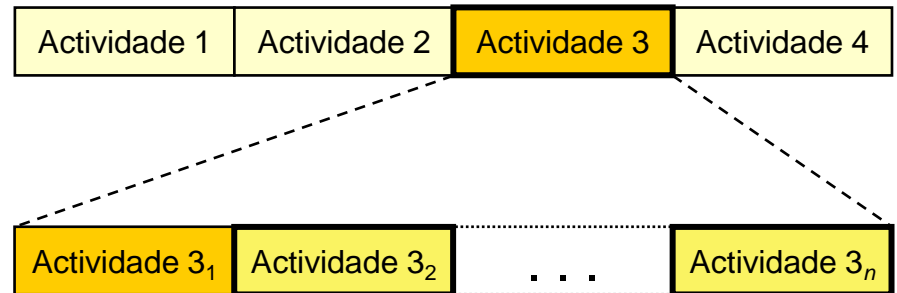 Actividade 1 Actividade 2 Actividade 3 Actividade 4
Actividade 3₁ Actividade 3₂ . . . Actividade 3ₙ